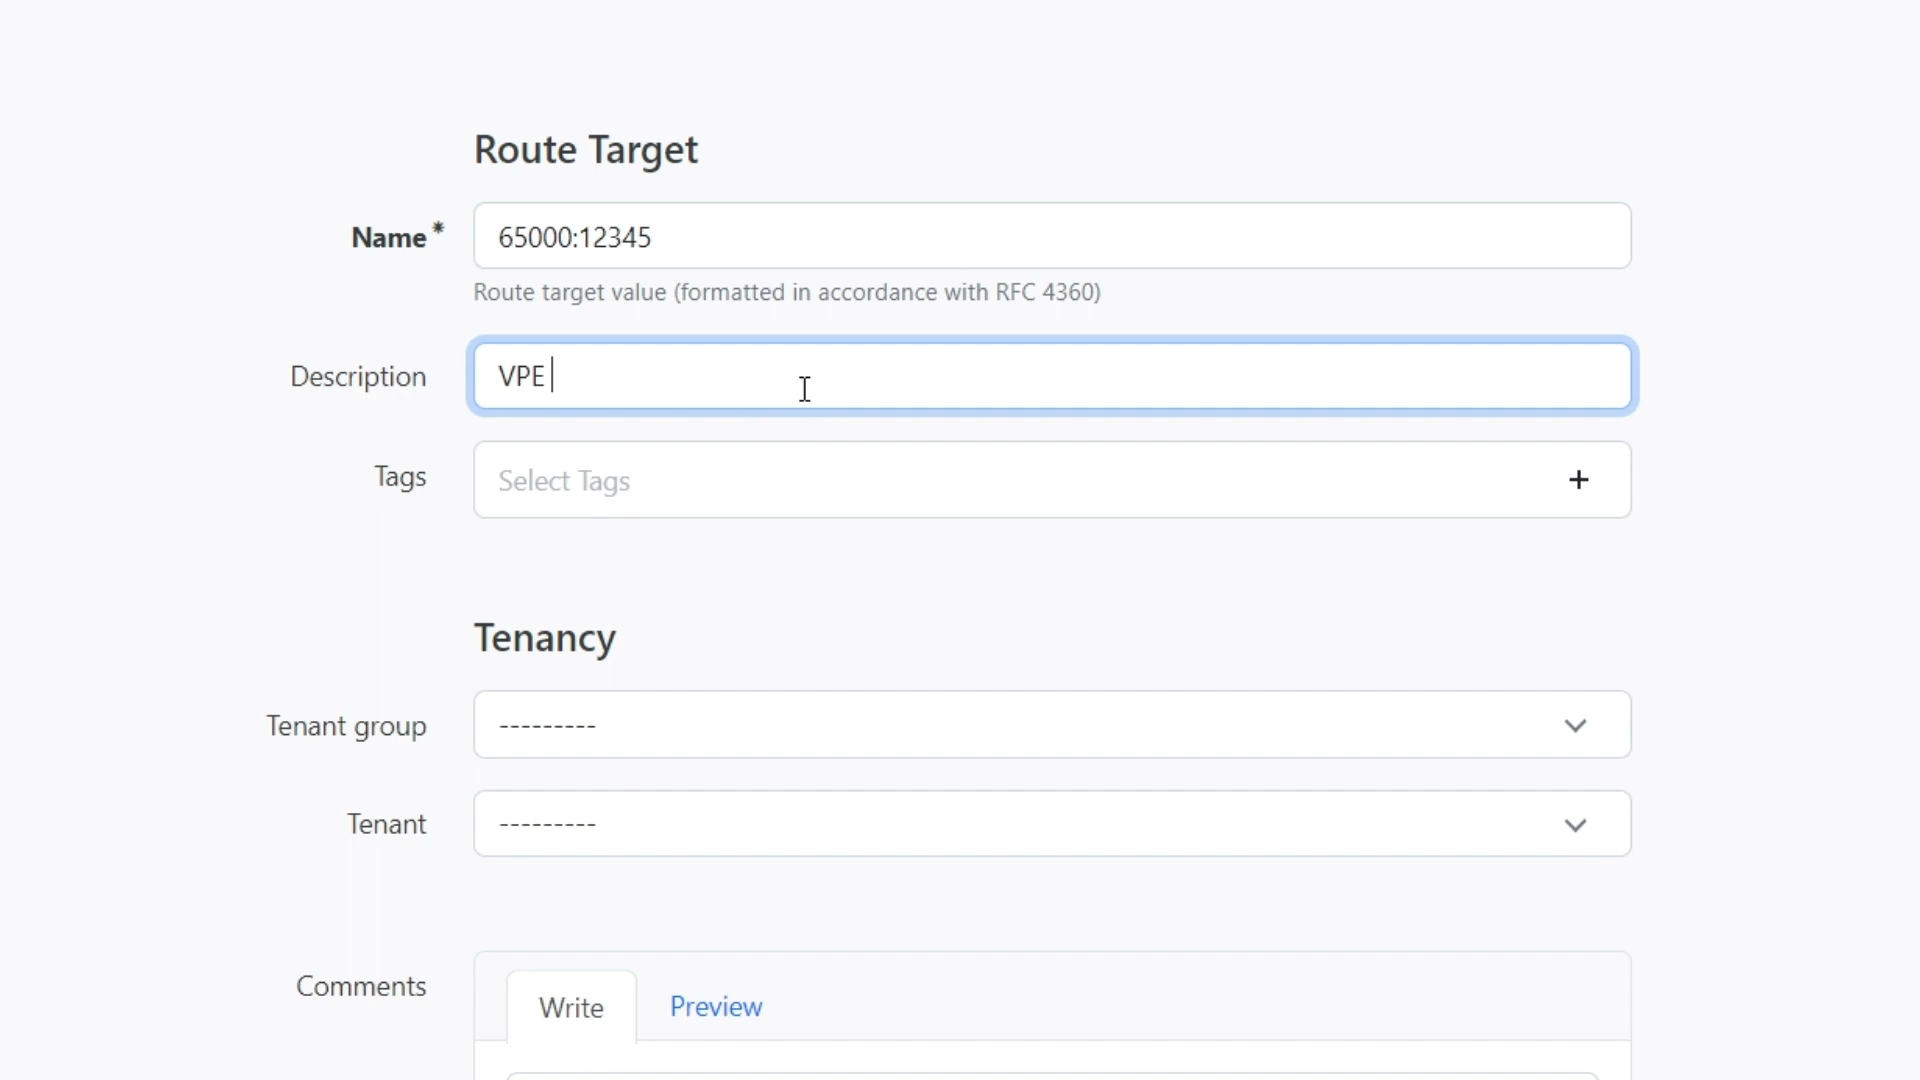 Route Target
Name *
65000:12345
Route target value (formatted in accordance with RFC 4360)
Description
VPE
Tags
Select Tags
Tenancy
Tenant group
---------
Tenant
---------
Comments
Write
Preview